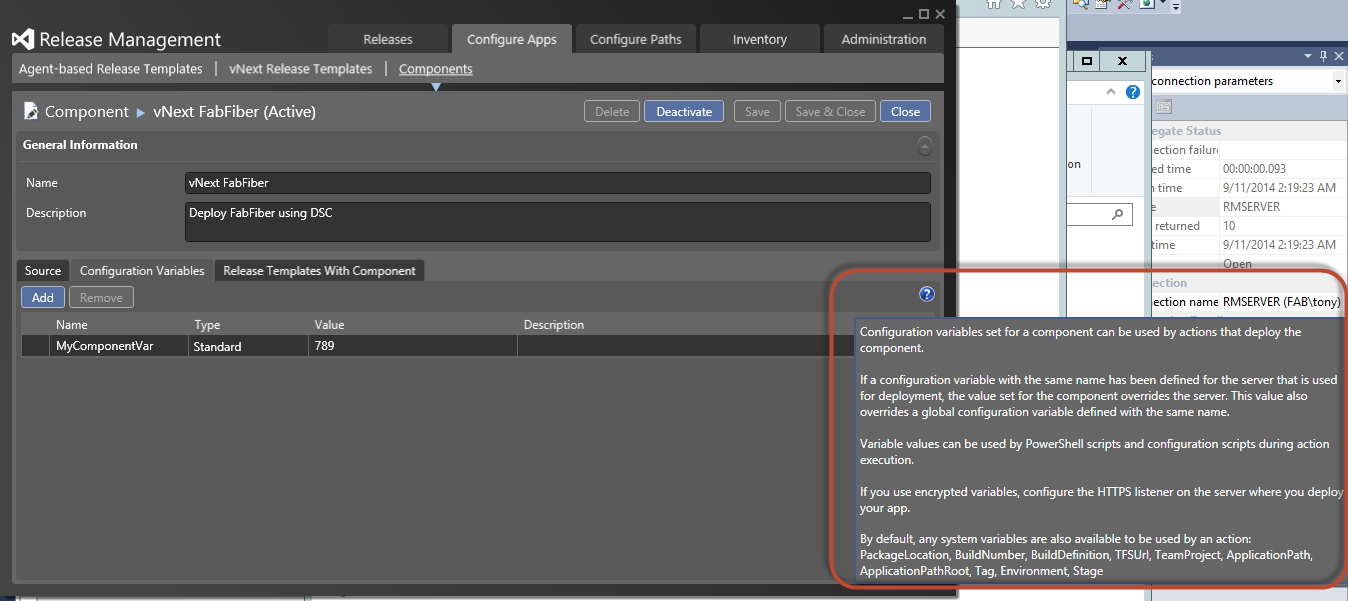 Release Management
Releases
Configure Apps
Configure Paths
Inventory
Administration
Agent-based Release Templates
vNext Release Templates
Components
Component
vNext FabFiber (Active)
Delete
Deactivate
Save
Save & Close
Close
General Information
Name
vNext FabFiber
Description
Deploy FabFiber using DSC
Source
Configuration Variables
Release Templates With Component
Add
Remove
Name Type Value Description
MyComponentVar Standard 789
Configuration variables set for a component can be used by actions that deploy the
component.
If a configuration variable with the same name has been defined for the server that is used
for deployment, the value set for the component overrides the server. This value also
overrides a global configuration variable defined with the same name.
Variable values can be used by PowerShell scripts and configuration scripts during action
execution.
If you use encrypted variables, configure the HTTPS listener on the server where you deploy
your app.
By default, any system variables are also available to be used by an action:
PackageLocation, BuildNumber, BuildDefinition, TFSUrl, TeamProject, ApplicationPath,
ApplicationPathRoot, Tag, Environment, Stage
on
connection parameters
egate Status
ection failure
ed time 00:00:00.093
n time 9/11/2014 2:19:23 AM
e RMSERVER
returned 10
time 9/11/2014 2:19:23 AM
Open
ection
ection name RMSERVER (FAB\tony)